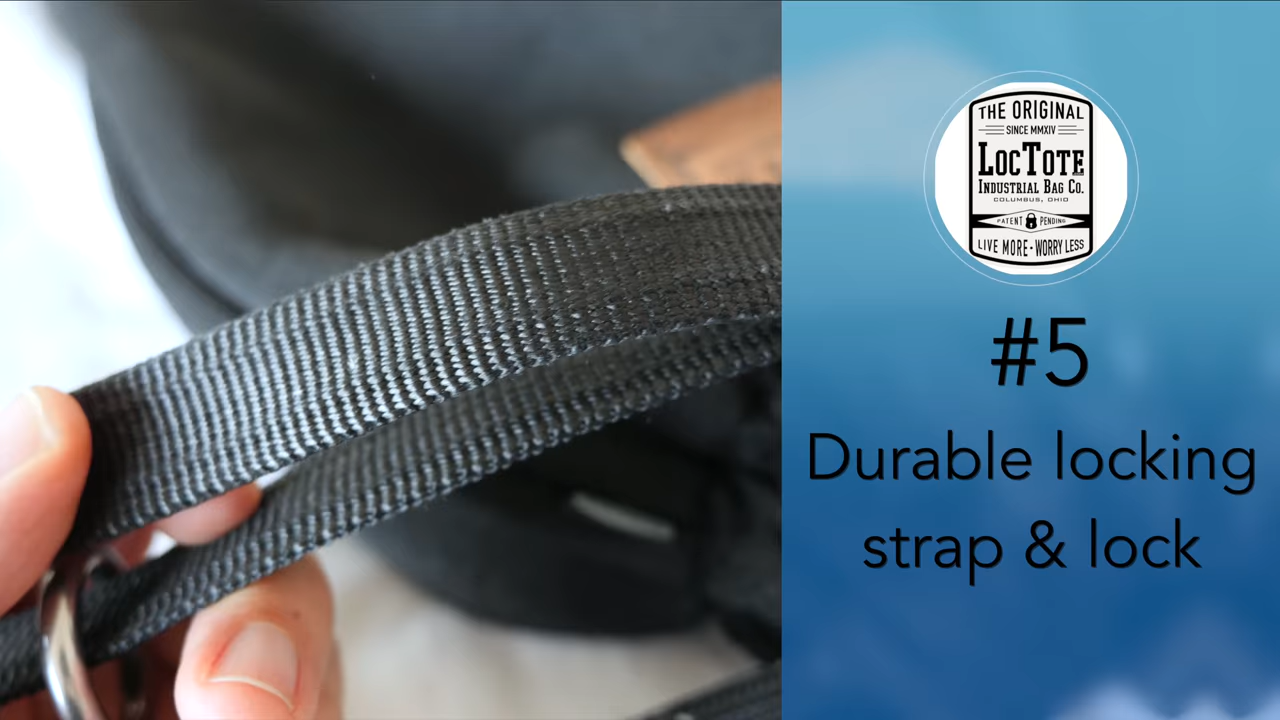 THE ORIGINAL
SINCE MMXIV
LOCTOTE
INDUSTRIAL BAG CO.
COLUMBUS, OHIO
PATENT PENDING
LIVE MORE • WORRY LESS
#5
Durable locking
strap & lock